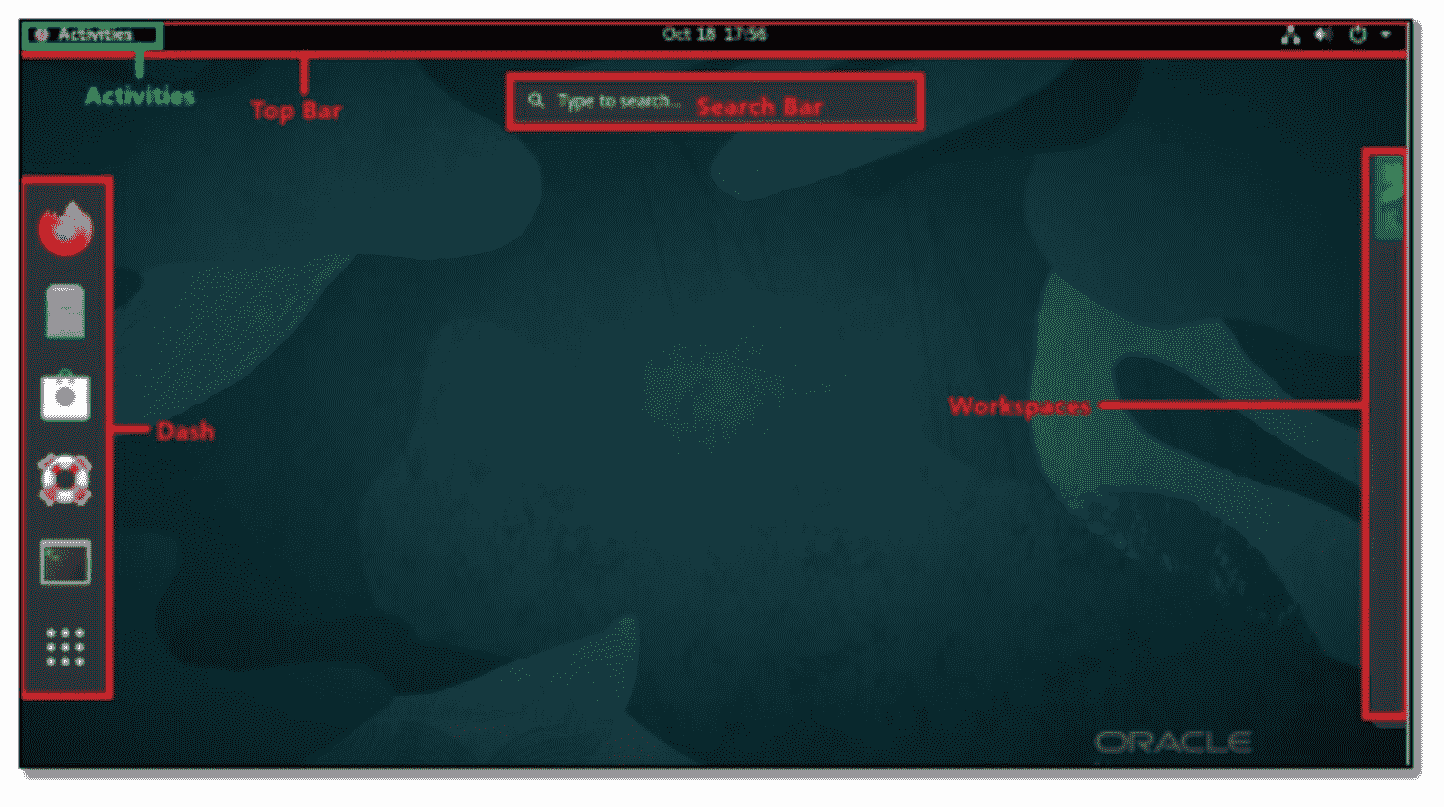 Activities
Oct 18 17:56
Activities
Top Bar
Type to search...
Search Bar
Dash
Workspaces
ORACLE